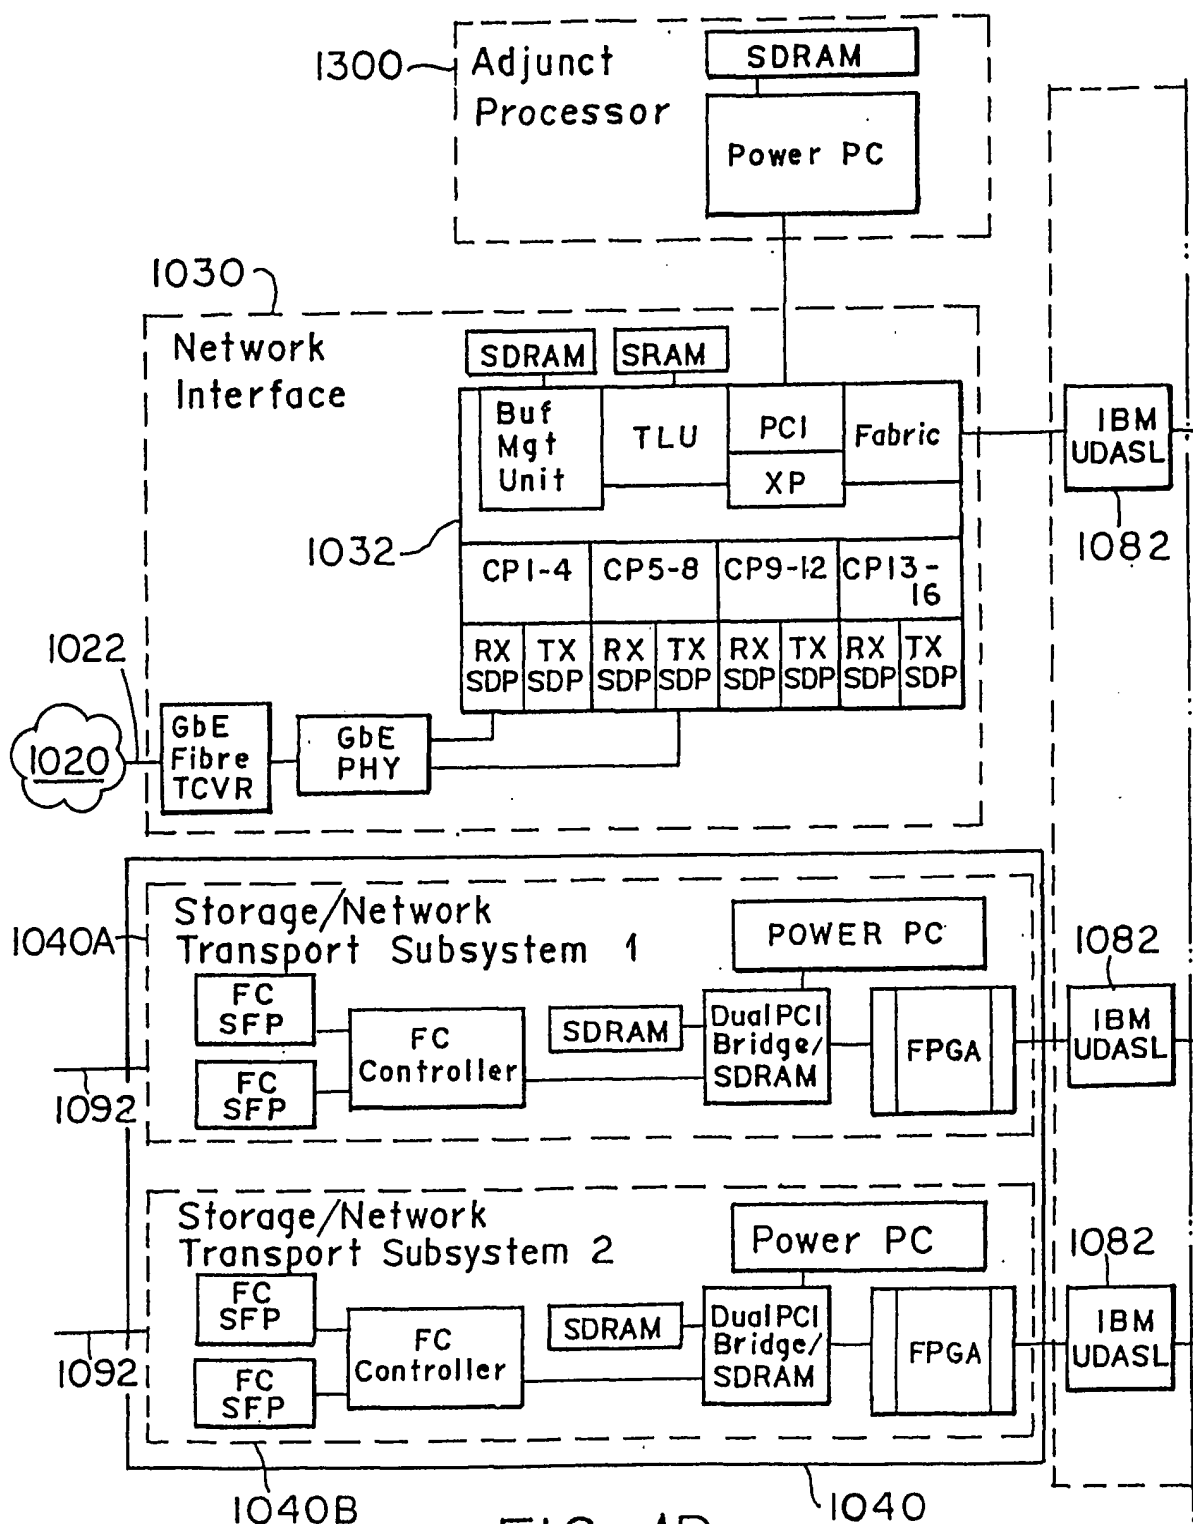 1300
Adjunct
Processor
SDRAM
Power PC
1030
Network
Interface
SDRAM
SRAM
Buf
Mgt
Unit
TLU
PCI
XP
Fabric
IBM
UDASL
1082
1032
CP1-4
CP5-8
CP9-12
CP13-
16
RX
SDP
TX
SDP
RX
SDP
TX
SDP
RX
SDP
TX
SDP
RX
SDP
TX
SDP
1022
1020
GbE
Fibre
TCVR
GbE
PHY
1040A
Storage/Network
Transport Subsystem 1
POWER PC
FC
SFP
FC
SFP
FC
Controller
SDRAM
Dual PCI
Bridge/
SDRAM
FPGA
1082
IBM
UDASL
1092
Storage/Network
Transport Subsystem 2
Power PC
FC
SFP
FC
SFP
FC
Controller
SDRAM
Dual PCI
Bridge/
SDRAM
FPGA
1082
IBM
UDASL
1092
1040B
1040